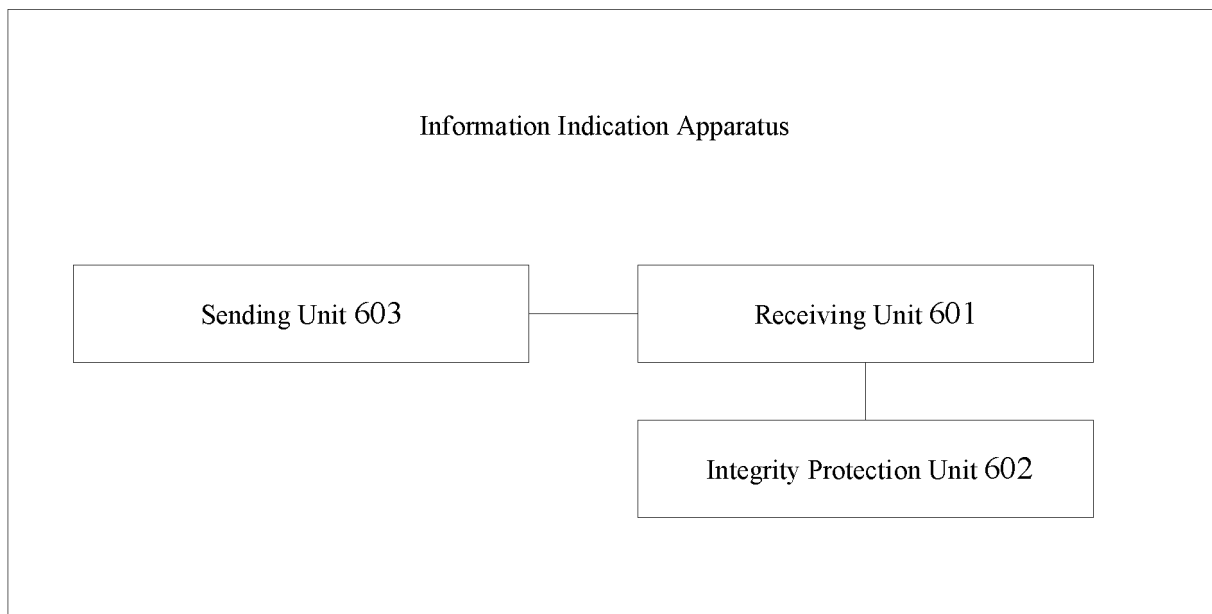 Information Indication Apparatus
Sending Unit 603
Receiving Unit 601
Integrity Protection Unit 602